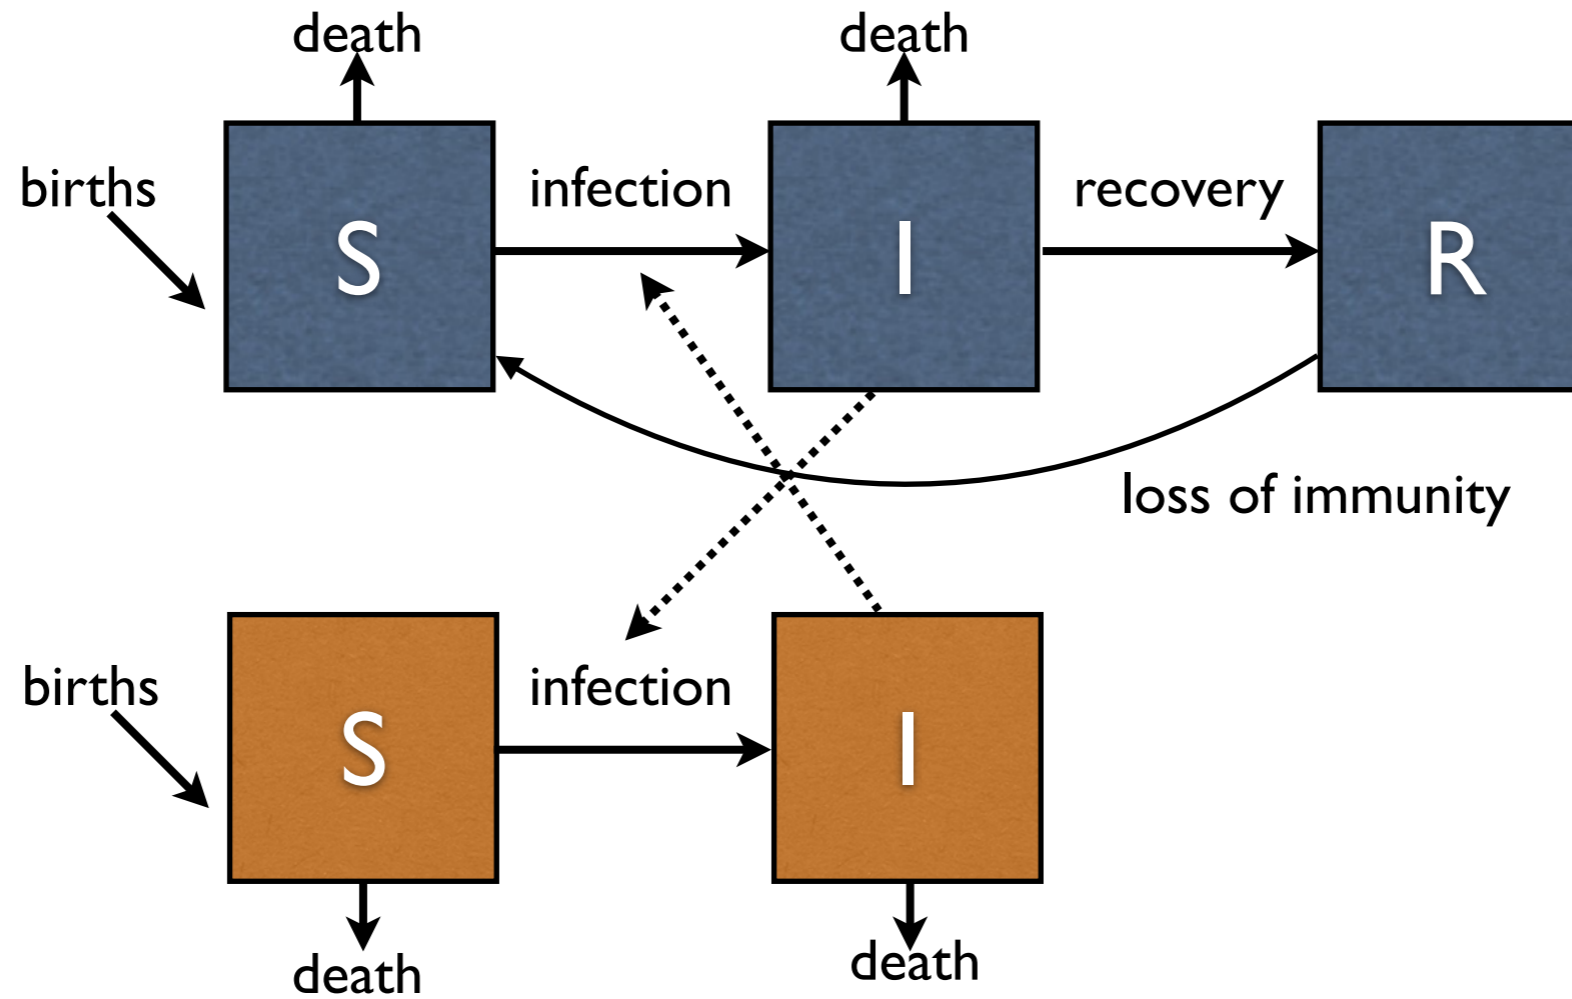 death death
births infection recovery
S I R
loss of immunity
births infection
S I
death death